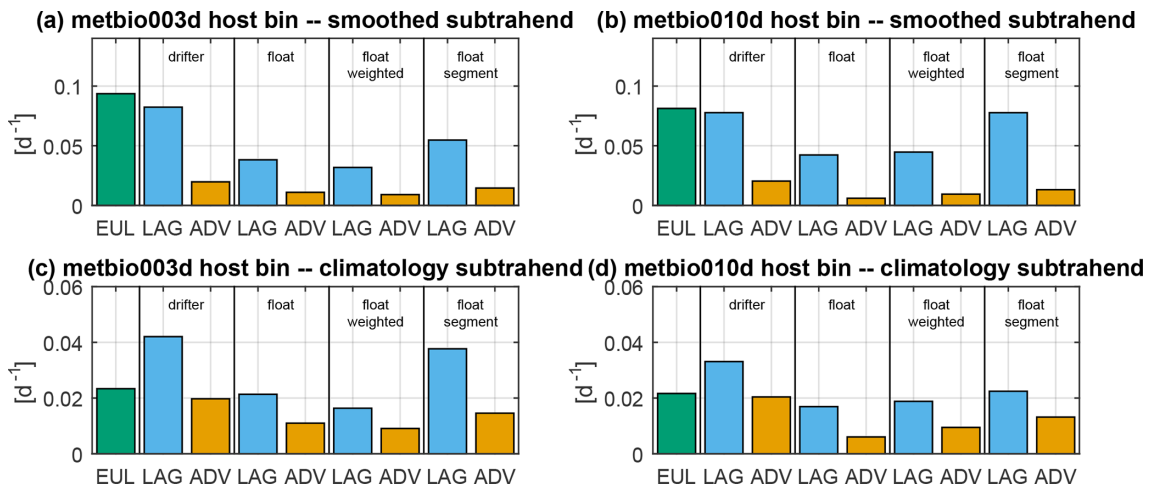 (a) metbio003d host bin -- smoothed subtrahend
drifter
float
float
weighted
float
segment
0.1
0.05
0
[d⁻¹]
EUL LAG ADV LAG ADV LAG ADV LAG ADV
(b) metbio010d host bin -- smoothed subtrahend
drifter
float
float
weighted
float
segment
0.1
0.05
0
[d⁻¹]
EUL LAG ADV LAG ADV LAG ADV LAG ADV
(c) metbio003d host bin -- climatology subtrahend
0.06
drifter
float
float
weighted
float
segment
0.04
0.02
0
[d⁻¹]
EUL LAG ADV LAG ADV LAG ADV LAG ADV
(d) metbio010d host bin -- climatology subtrahend
0.06
drifter
float
float
weighted
float
segment
0.04
0.02
0
[d⁻¹]
EUL LAG ADV LAG ADV LAG ADV LAG ADV